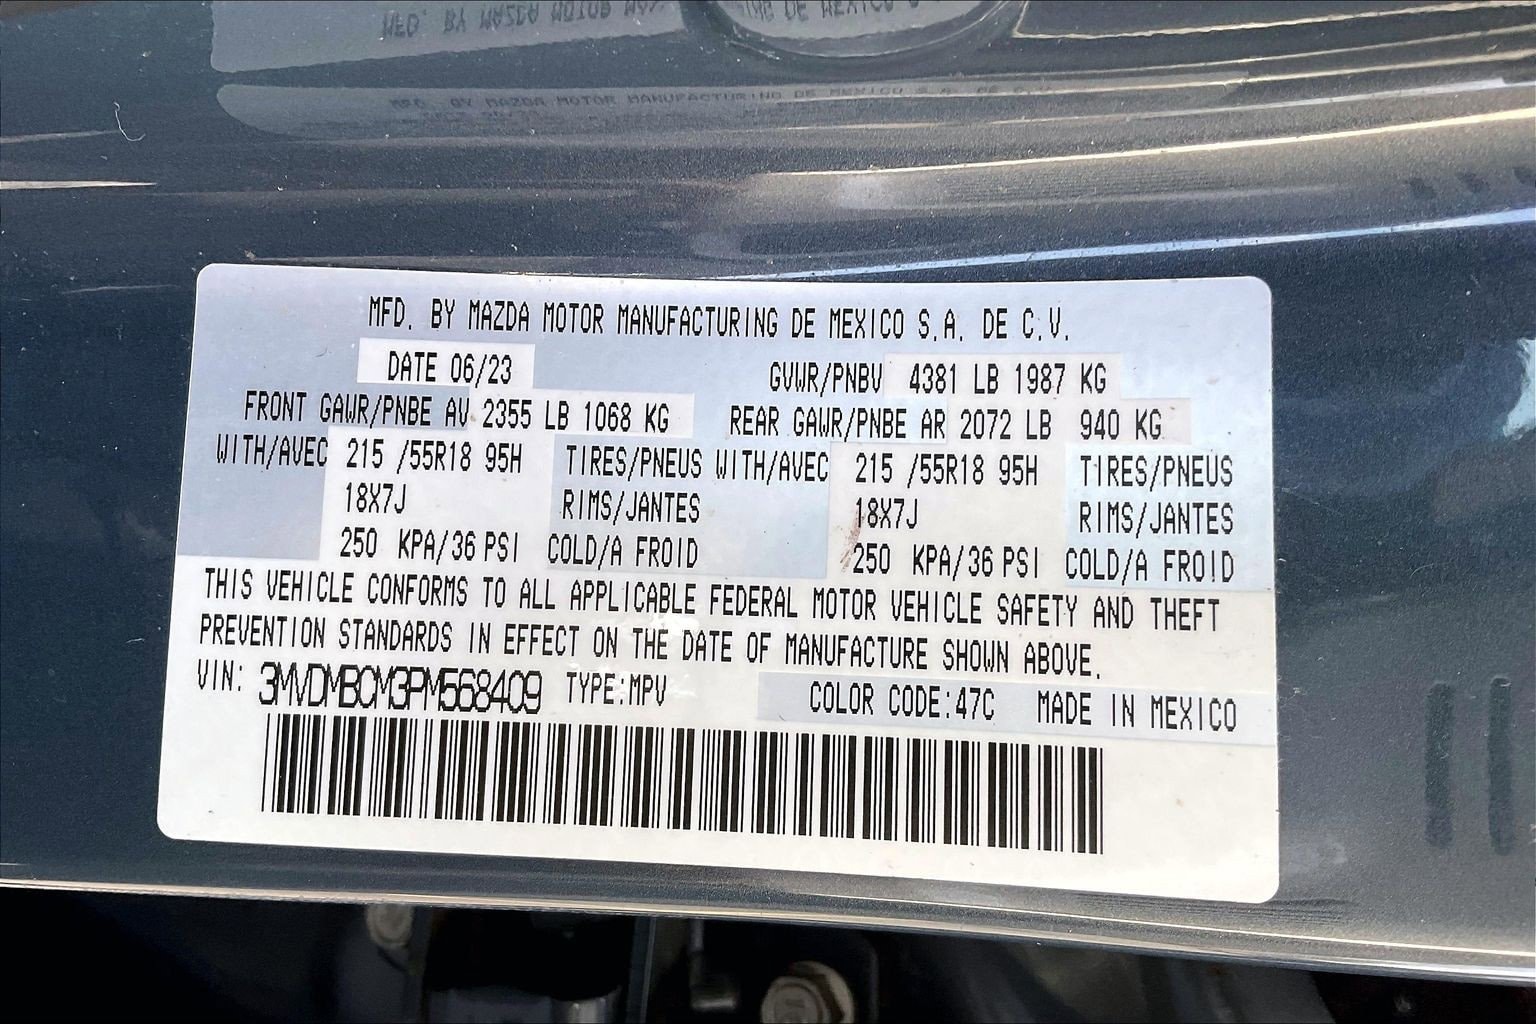 MFD. BY MAZDA MOTOR MANUFACTURING DE MEXICO S.A. DE C.V.
DATE 06/23 GVWR/PNBV 4381 LB 1987 KG
FRONT GAWR/PNBE AV 2355 LB 1068 KG REAR GAWR/PNBE AR 2072 LB 940 KG
WITH/AVEC 215 /55R18 95H TIRES/PNEUS WITH/AVEC 215 /55R18 95H TIRES/PNEUS
18X7J RIMS/JANTES 18X7J RIMS/JANTES
250 KPA/36 PSI COLD/A FROID 250 KPA/36 PSI COLD/A FROID
THIS VEHICLE CONFORMS TO ALL APPLICABLE FEDERAL MOTOR VEHICLE SAFETY AND THEFT
PREVENTION STANDARDS IN EFFECT ON THE DATE OF MANUFACTURE SHOWN ABOVE.
VIN: 3MVDMBCM3PM568409 TYPE:MPV COLOR CODE:47C MADE IN MEXICO